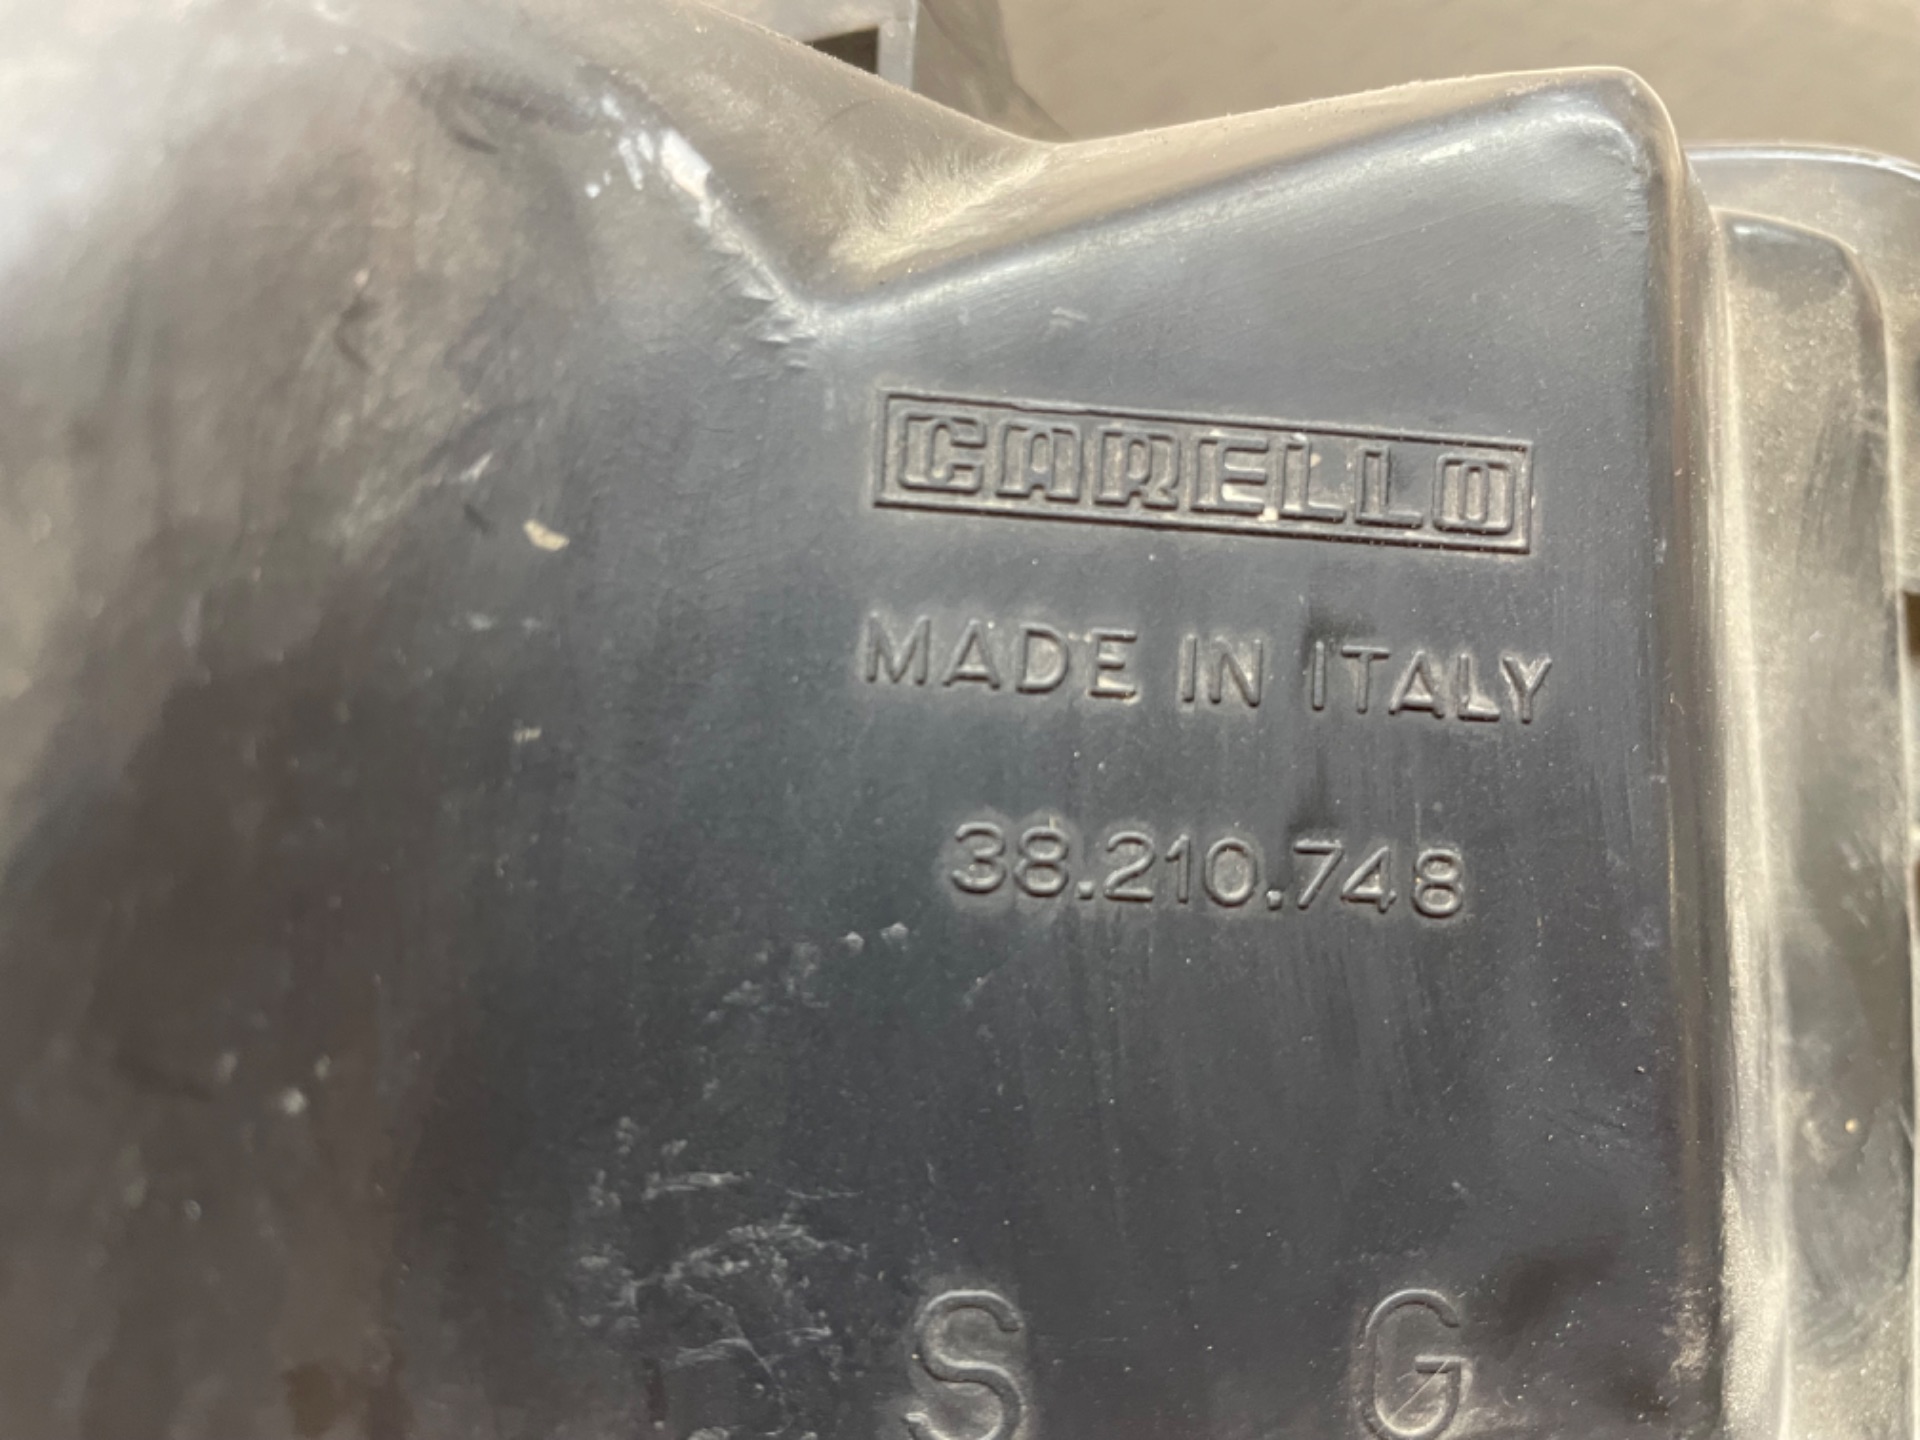 CARELLO
MADE IN ITALY
38.210.748
S G